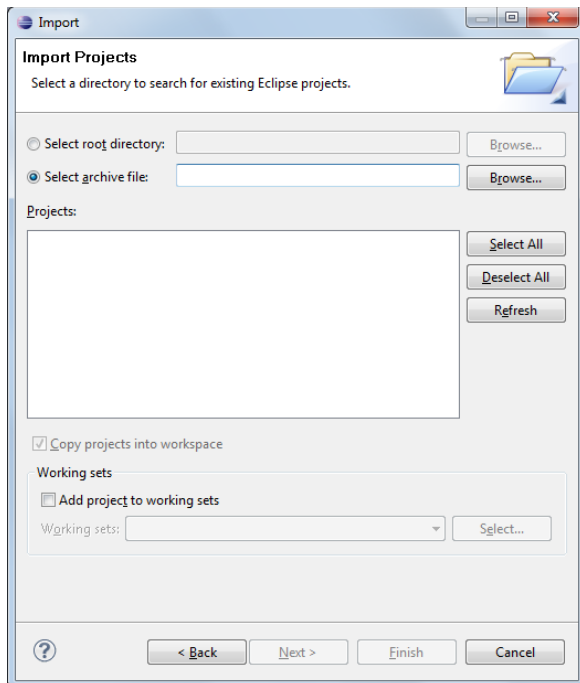 Import
Import Projects
Select a directory to search for existing Eclipse projects.
Select root directory:
Browse...
Select archive file:
Browse...
Projects:
Select All
Deselect All
Refresh
Copy projects into workspace
Working sets
Add project to working sets
Working sets:
Select...
?
< Back
Next >
Finish
Cancel